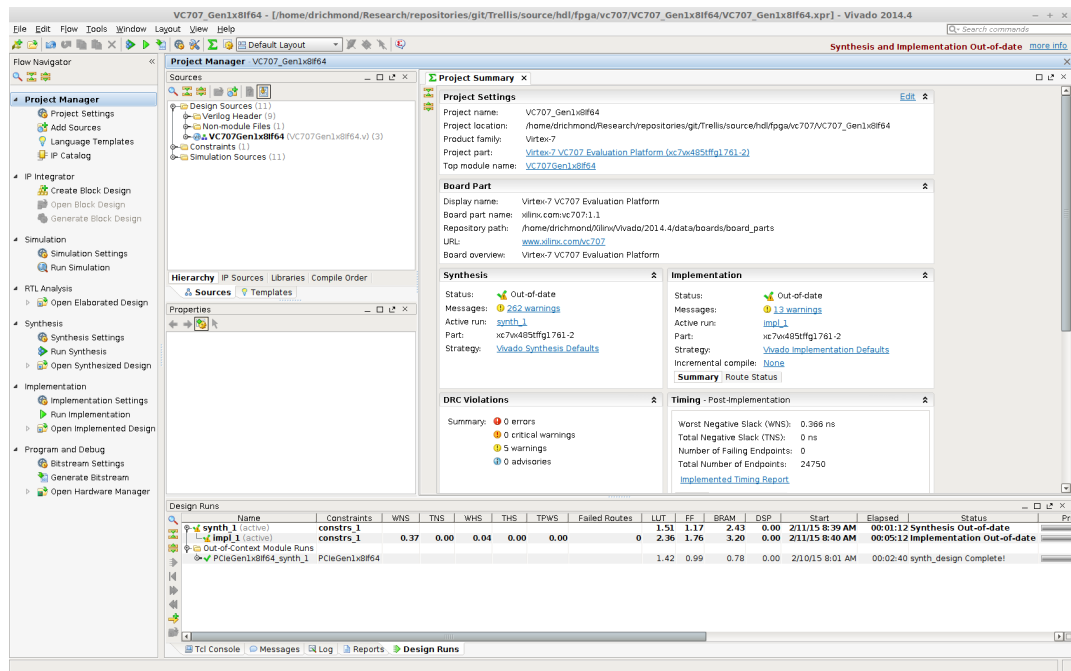 VC707_Gen1x8If64 - [/home/drichmond/Research/repositories/git/Trellis/source/hdl/fpga/vc707/VC707_Gen1x8If64/VC707_Gen1x8If64.xpr] - Vivado 2014.4
File Edit Flow Tools Window Layout View Help
Q- Search commands
Default Layout
Synthesis and Implementation Out-of-date more info
Flow Navigator
Project Manager
Project Settings
Add Sources
Language Templates
IP Catalog
IP Integrator
Create Block Design
Open Block Design
Generate Block Design
Simulation
Simulation Settings
Run Simulation
RTL Analysis
Open Elaborated Design
Synthesis
Synthesis Settings
Run Synthesis
Open Synthesized Design
Implementation
Implementation Settings
Run Implementation
Open Implemented Design
Program and Debug
Bitstream Settings
Generate Bitstream
Open Hardware Manager
Project Manager - VC707_Gen1x8If64
Sources
Design Sources (11)
Verilog Header (9)
Non-module Files (1)
VC707Gen1x8If64 (VC707Gen1x8If64.v) (3)
Constraints (1)
Simulation Sources (11)
Hierarchy IP Sources Libraries Compile Order
Sources Templates
Properties
Project Summary
Project Settings Edit
Project name: VC707_Gen1x8If64
Project location: /home/drichmond/Research/repositories/git/Trellis/source/hdl/fpga/vc707/VC707_Gen1x8If64
Product family: Virtex-7
Project part: Virtex-7 VC707 Evaluation Platform (xc7vx485tffg1761-2)
Top module name: VC707Gen1x8If64
Board Part
Display name: Virtex-7 VC707 Evaluation Platform
Board part name: xilinx.com:vc707:1.1
Repository path: /home/drichmond/Xilinx/Vivado/2014.4/data/boards/board_parts
URL: www.xilinx.com/vc707
Board overview: Virtex-7 VC707 Evaluation Platform
Synthesis
Status: Out-of-date
Messages: 262 warnings
Active run: synth_1
Part: xc7vx485tffg1761-2
Strategy: Vivado Synthesis Defaults
Implementation
Status: Out-of-date
Messages: 13 warnings
Active run: impl_1
Part: xc7vx485tffg1761-2
Strategy: Vivado Implementation Defaults
Incremental compile: None
Summary Route Status
DRC Violations
Summary: 0 errors
0 critical warnings
5 warnings
0 advisories
Timing - Post-Implementation
Worst Negative Slack (WNS): 0.366 ns
Total Negative Slack (TNS): 0 ns
Number of Failing Endpoints: 0
Total Number of Endpoints: 24750
Implemented Timing Report
Design Runs
Name Constraints WNS TNS WHS THS TPWS Failed Routes LUT FF BRAM DSP Start Elapsed Status Pr
synth_1 (active) constrs_1 1.51 1.17 2.43 0.00 2/11/15 8:39 AM 00:01:12 Synthesis Out-of-date
impl_1 (active) constrs_1 0.37 0.00 0.04 0.00 0.00 0 2.36 1.76 3.20 0.00 2/11/15 8:40 AM 00:05:12 Implementation Out-of-date
Out-of-Context Module Runs
PCIeGen1x8If64_synth_1 PCIeGen1x8If64 1.42 0.99 0.78 0.00 2/10/15 8:01 AM 00:02:40 synth_design Complete!
Tcl Console Messages Log Reports Design Runs